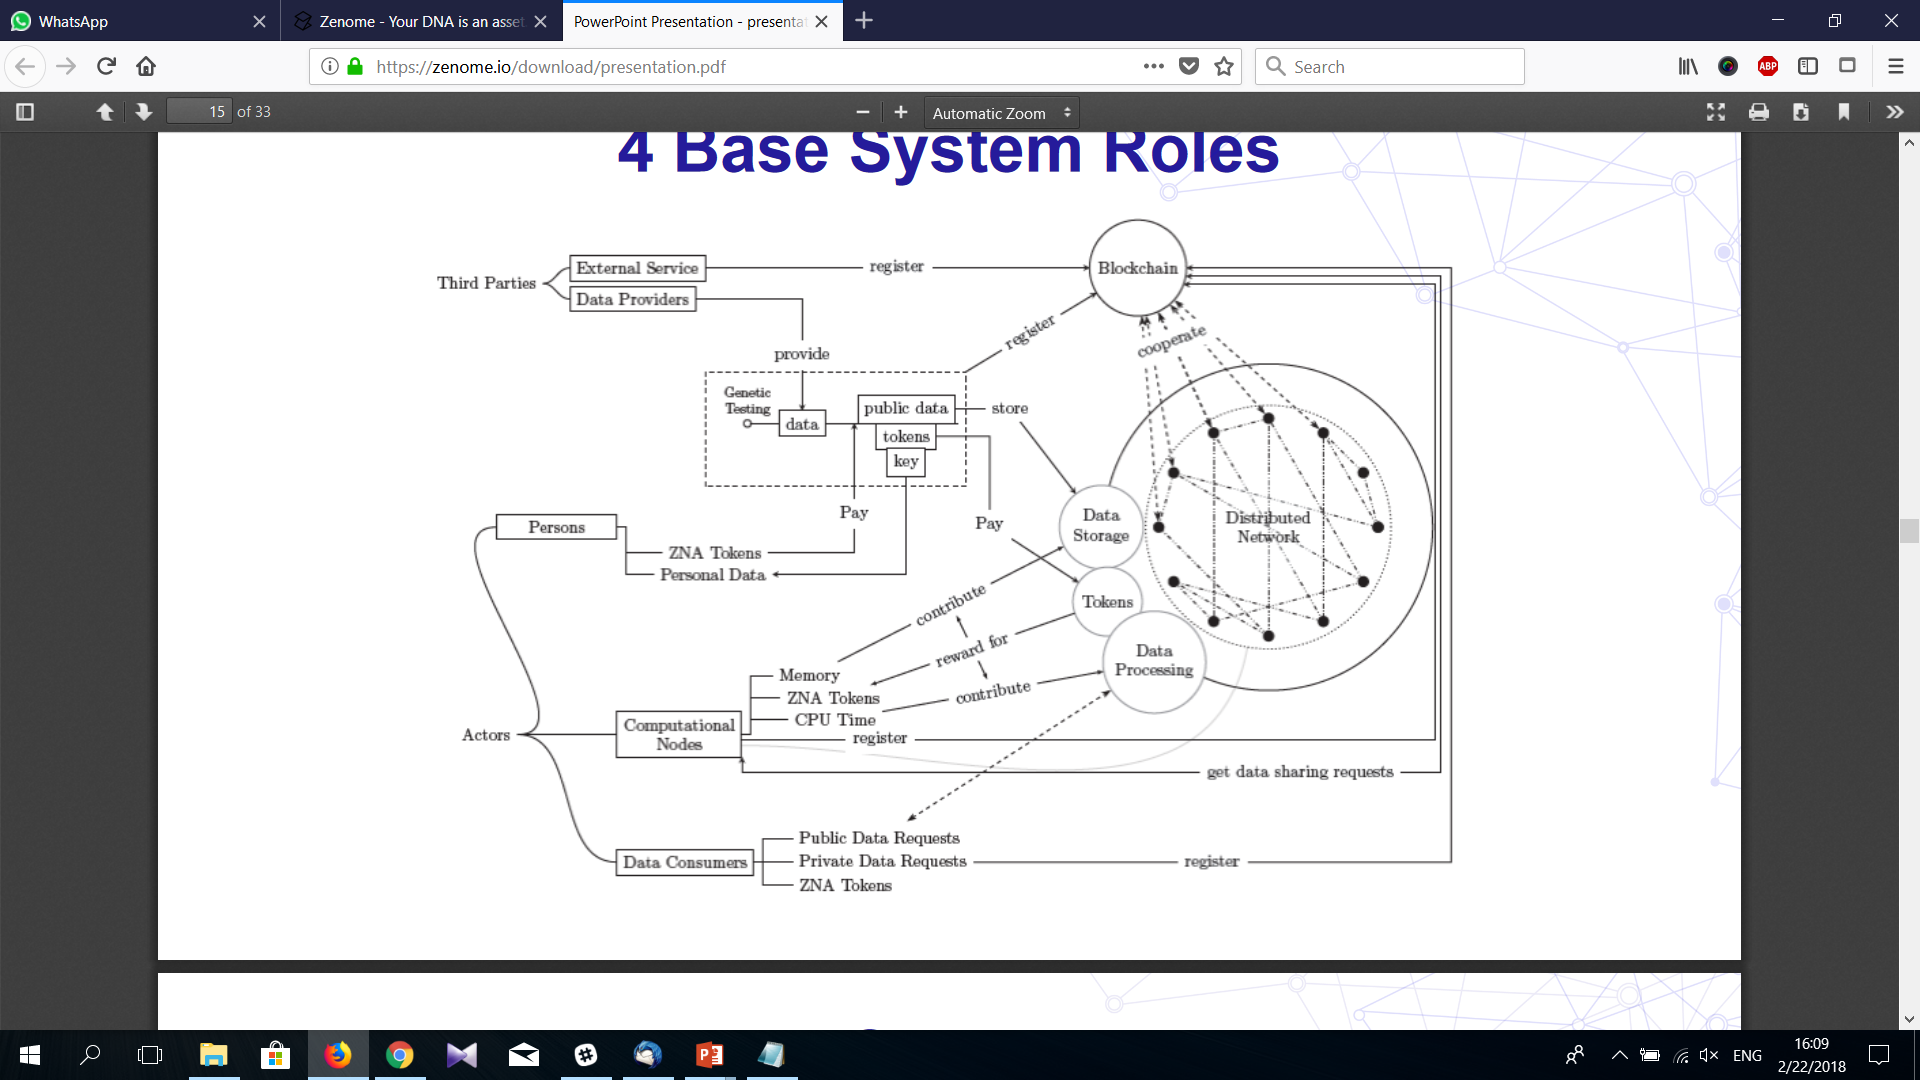 WhatsApp
Zenome - Your DNA is an asset
PowerPoint Presentation - presenta
https://zenome.io/download/presentation.pdf
Search
ABP
15 of 33
Automatic Zoom
4 Base System Roles
Third Parties
External Service
Data Providers
register
Blockchain
provide
register
cooperate
Genetic
Testing
data
public data
tokens
key
store
Pay
Pay
Persons
ZNA Tokens
Personal Data
Data
Storage
Distributed
Network
Tokens
Data
Processing
contribute
reward for
contribute
Memory
ZNA Tokens
CPU Time
Actors
Computational
Nodes
register
get data sharing requests
Data Consumers
Public Data Requests
Private Data Requests
ZNA Tokens
register
ENG
16:09
2/22/2018